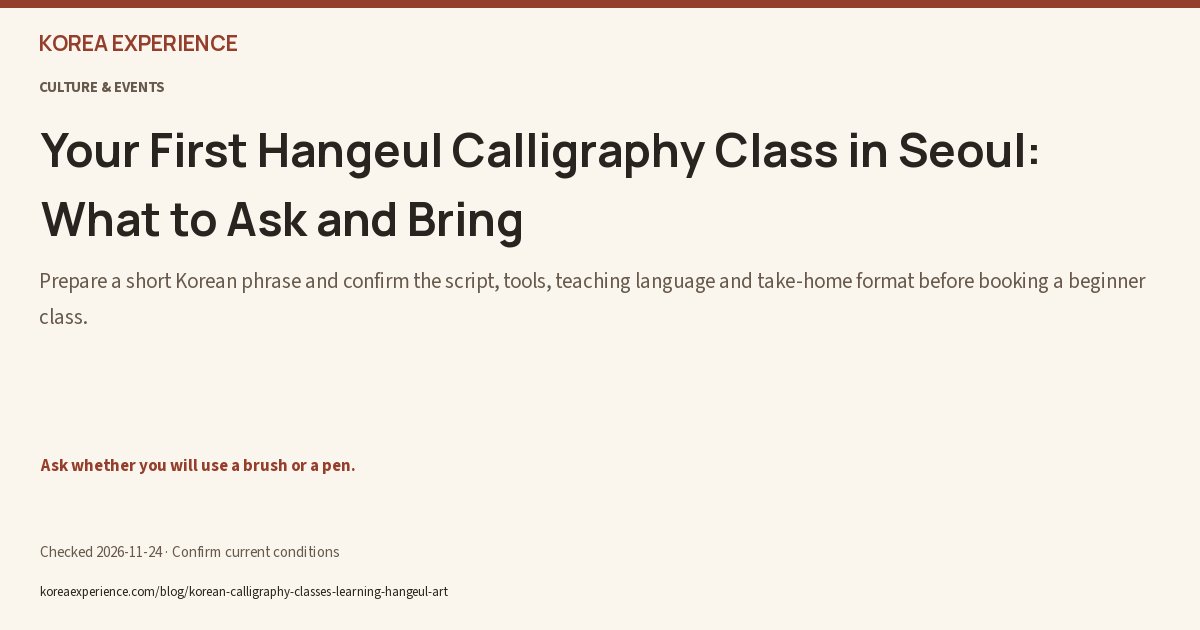 KOREA EXPERIENCE
CULTURE & EVENTS
Your First Hangeul Calligraphy Class in Seoul:
What to Ask and Bring
Prepare a short Korean phrase and confirm the script, tools, teaching language and take-home format before booking a beginner
class.
Ask whether you will use a brush or a pen.
Checked 2026-11-24 · Confirm current conditions
koreaexperience.com/blog/korean-calligraphy-classes-learning-hangeul-art